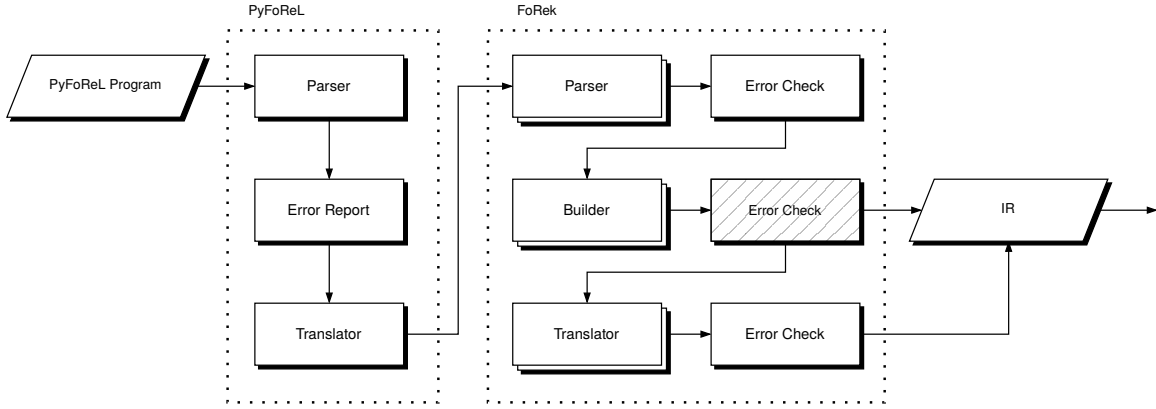 PyFoReL
FoRek
PyFoReL Program
Parser
Parser
Error Check
Error Report
Builder
Error Check
IR
Translator
Translator
Error Check